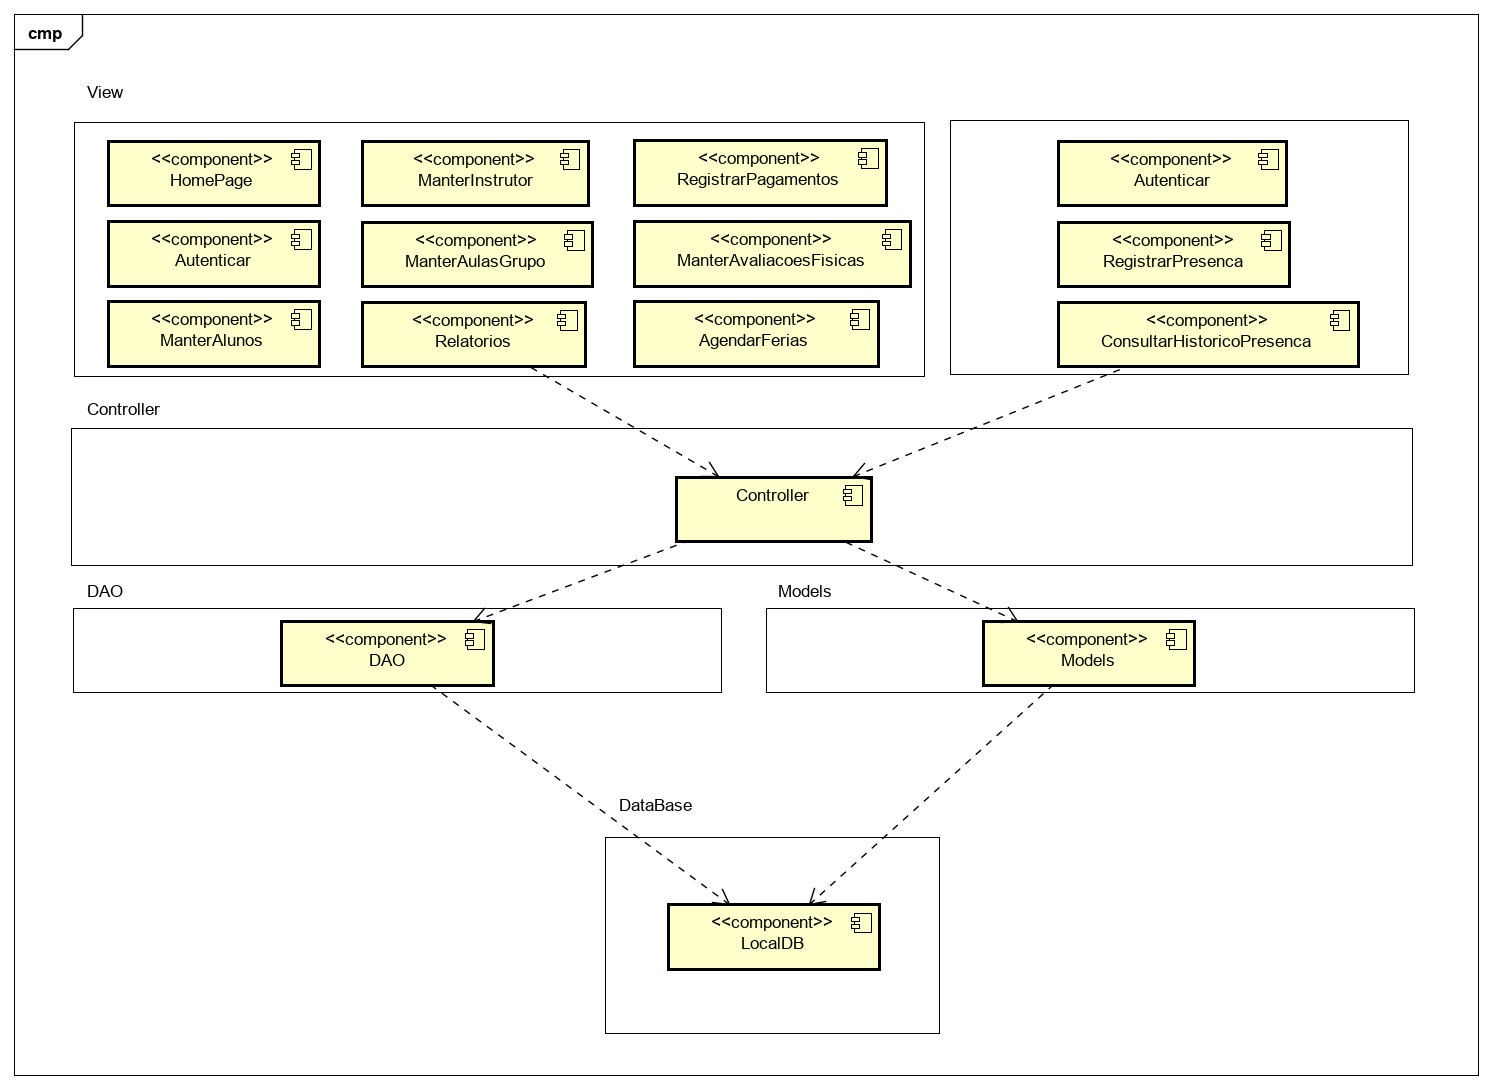 cmp
View
<<component>>
HomePage
<<component>>
ManterInstrutor
<<component>>
RegistrarPagamentos
<<component>>
Autenticar
<<component>>
Autenticar
<<component>>
ManterAulasGrupo
<<component>>
ManterAvaliacoesFisicas
<<component>>
RegistrarPresenca
<<component>>
ManterAlunos
<<component>>
Relatorios
<<component>>
AgendarFerias
<<component>>
ConsultarHistoricoPresenca
Controller
Controller
DAO
Models
<<component>>
DAO
<<component>>
Models
DataBase
<<component>>
LocalDB